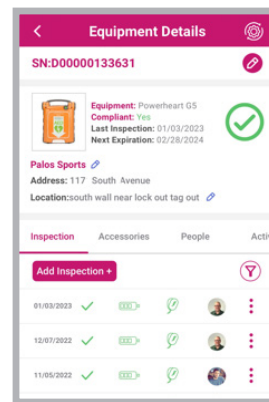 Equipment Details
SN:D00000133631
Equipment: Powerheart G5
Compliant: Yes
Last Inspection: 01/03/2023
Next Expiration: 02/28/2024
Palos Sports
Address: 117 South Avenue
Location:south wall near lock out tag out
Inspection Accessories People Activ
Add Inspection +
01/03/2023
12/07/2022
11/05/2022